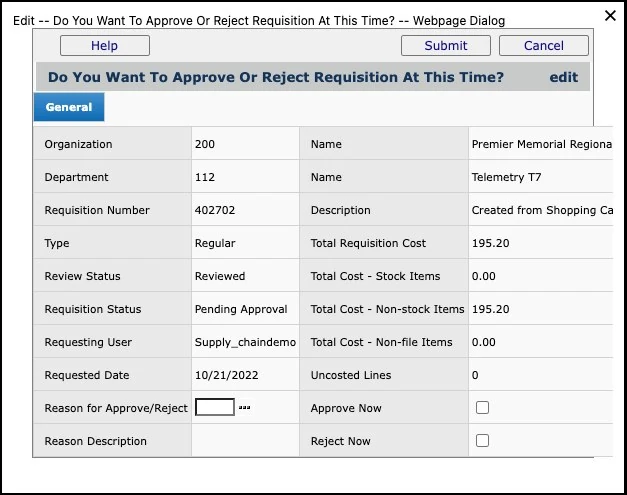 Edit -- Do You Want To Approve Or Reject Requisition At This Time? -- Webpage Dialog
Help Submit Cancel
Do You Want To Approve Or Reject Requisition At This Time? edit
General
Organization 200 Name Premier Memorial Regiona
Department 112 Name Telemetry T7
Requisition Number 402702 Description Created from Shopping Ca
Type Regular Total Requisition Cost 195.20
Review Status Reviewed Total Cost - Stock Items 0.00
Requisition Status Pending Approval Total Cost - Non-stock Items 195.20
Requesting User Supply_chaindemo Total Cost - Non-file Items 0.00
Requested Date 10/21/2022 Uncosted Lines 0
Reason for Approve/Reject Approve Now
Reason Description Reject Now